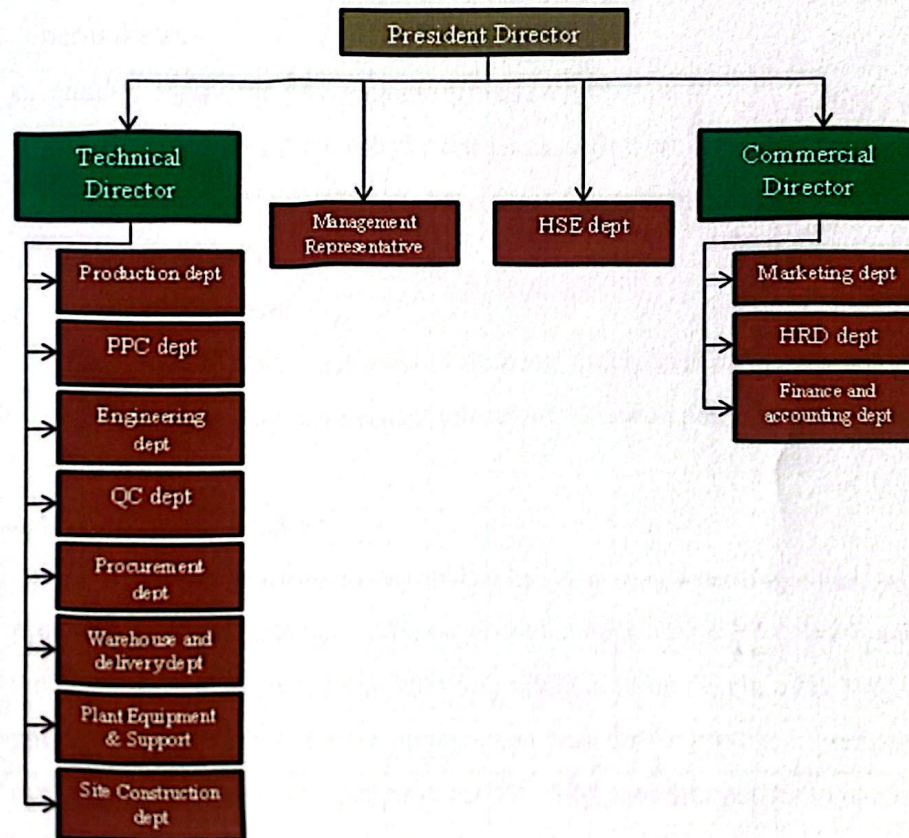 President Director
Technical
Director
Management
Representative
HSE dept
Commercial
Director
Production dept
PPC dept
Engineering
dept
QC dept
Procurement
dept
Warehouse and
delivery dept
Plant Equipment
& Support
Site Construction
dept
Marketing dept
HRD dept
Finance and
accounting dept